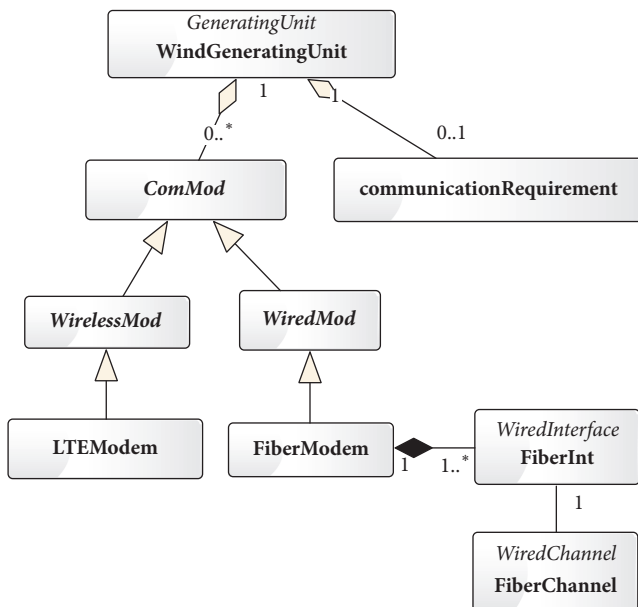 GeneratingUnit
WindGeneratingUnit
1
1
0..*
0..1
ComMod
communicationRequirement
WirelessMod
WiredMod
LTEModem
FiberModem
1
1..*
WiredInterface
FiberInt
1
WiredChannel
FiberChannel